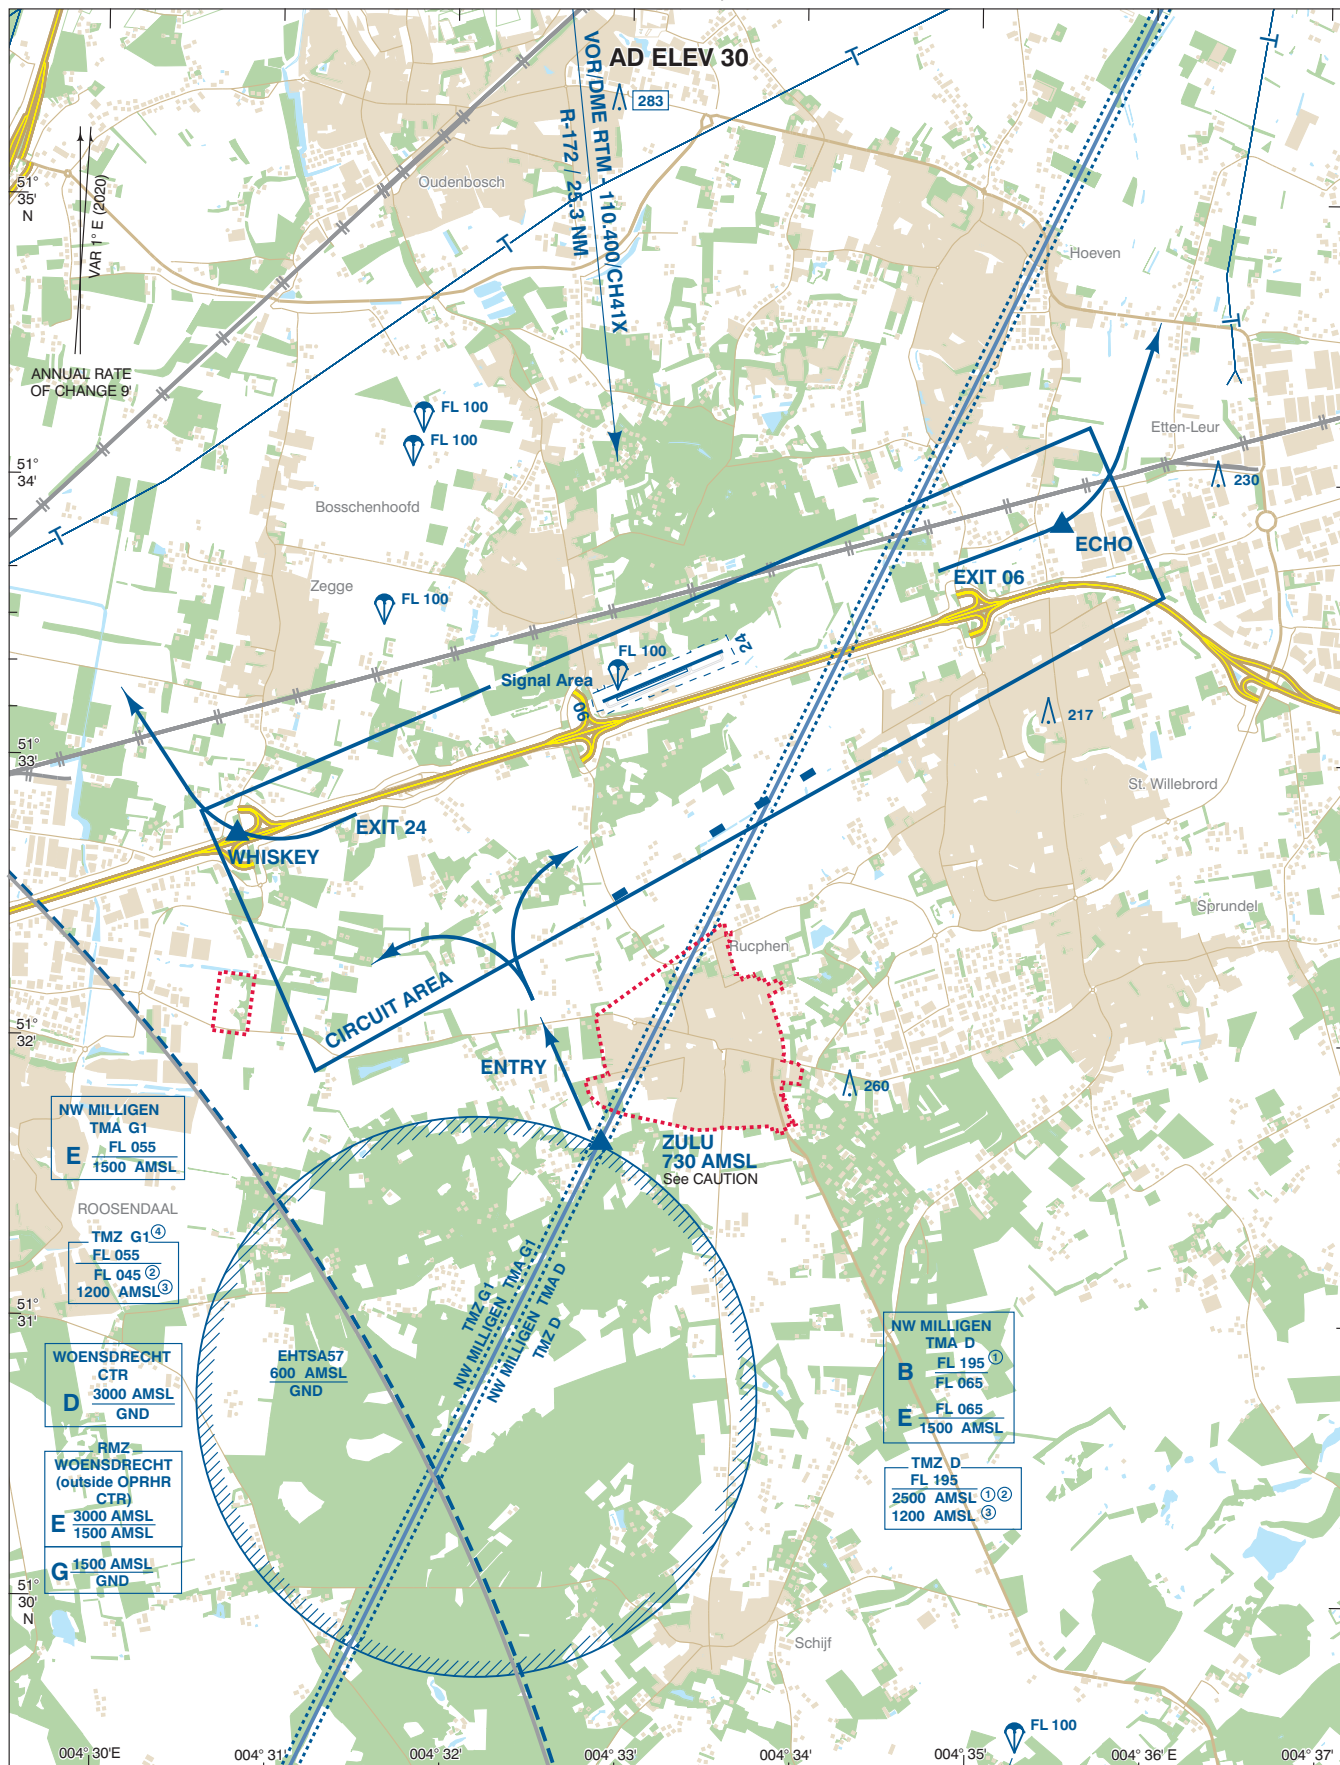 AD ELEV 30
283
VOR/DME RTM - 110.400/CH41X
R-172 / 25.3 NM
Oudenbosch
51°
35'
N
VAR 1° E (2020)
ANNUAL RATE
OF CHANGE 9'
Hoeven
FL 100
FL 100
Etten-Leur
51°
34'
230
Bosschenhoofd
ECHO
EXIT 06
Zegge
FL 100
24
FL 100
Signal Area
06
217
51°
33'
St. Willebrord
EXIT 24
WHISKEY
Sprundel
Rucphen
CIRCUIT AREA
51°
32'
ENTRY
260
NW MILLIGEN
TMA G1
E FL 055
1500 AMSL
ZULU
730 AMSL
See CAUTION
ROOSENDAAL
TMZ G1 ④
FL 055
FL 045 ②
1200 AMSL ③
51°
31'
TMZ G1
NW MILLIGEN TMA G1
NW MILLIGEN TMA D
TMZ D
EHTSA57
600 AMSL
GND
NW MILLIGEN
TMA D
B FL 195 ①
FL 065
E FL 065
1500 AMSL
WOENSDRECHT
CTR
D 3000 AMSL
GND
RMZ
WOENSDRECHT
(outside OPRHR
CTR)
E 3000 AMSL
1500 AMSL
G 1500 AMSL
GND
TMZ D
FL 195
2500 AMSL ①②
1200 AMSL ③
51°
30'
N
Schijf
FL 100
004° 30'E
004° 31'
004° 32'
004° 33'
004° 34'
004° 35'
004° 36' E
004° 37'